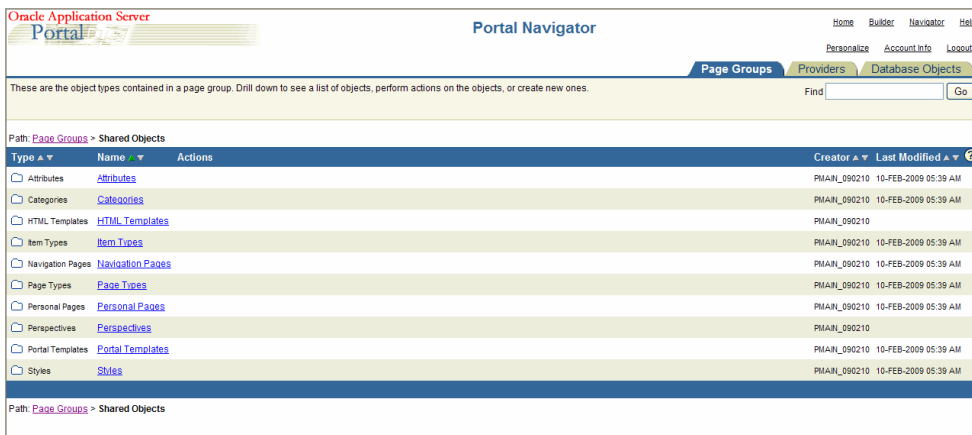 Oracle Application Server
Portal
Portal Navigator
Home Builder Navigator Hel
Personalize Account Info Logout
Page Groups Providers Database Objects
These are the object types contained in a page group. Drill down to see a list of objects, perform actions on the objects, or create new ones.
Find Go
Path: Page Groups > Shared Objects
Type Name Actions Creator Last Modified ?
Attributes Attributes PMAIN_090210 10-FEB-2009 05:39 AM
Categories Categories PMAIN_090210 10-FEB-2009 05:39 AM
HTML Templates HTML Templates PMAIN_090210
Item Types Item Types PMAIN_090210 10-FEB-2009 05:39 AM
Navigation Pages Navigation Pages PMAIN_090210 10-FEB-2009 05:39 AM
Page Types Page Types PMAIN_090210 10-FEB-2009 05:39 AM
Personal Pages Personal Pages PMAIN_090210 10-FEB-2009 05:39 AM
Perspectives Perspectives PMAIN_090210
Portal Templates Portal Templates PMAIN_090210 10-FEB-2009 05:39 AM
Styles Styles PMAIN_090210 10-FEB-2009 05:39 AM
Path: Page Groups > Shared Objects